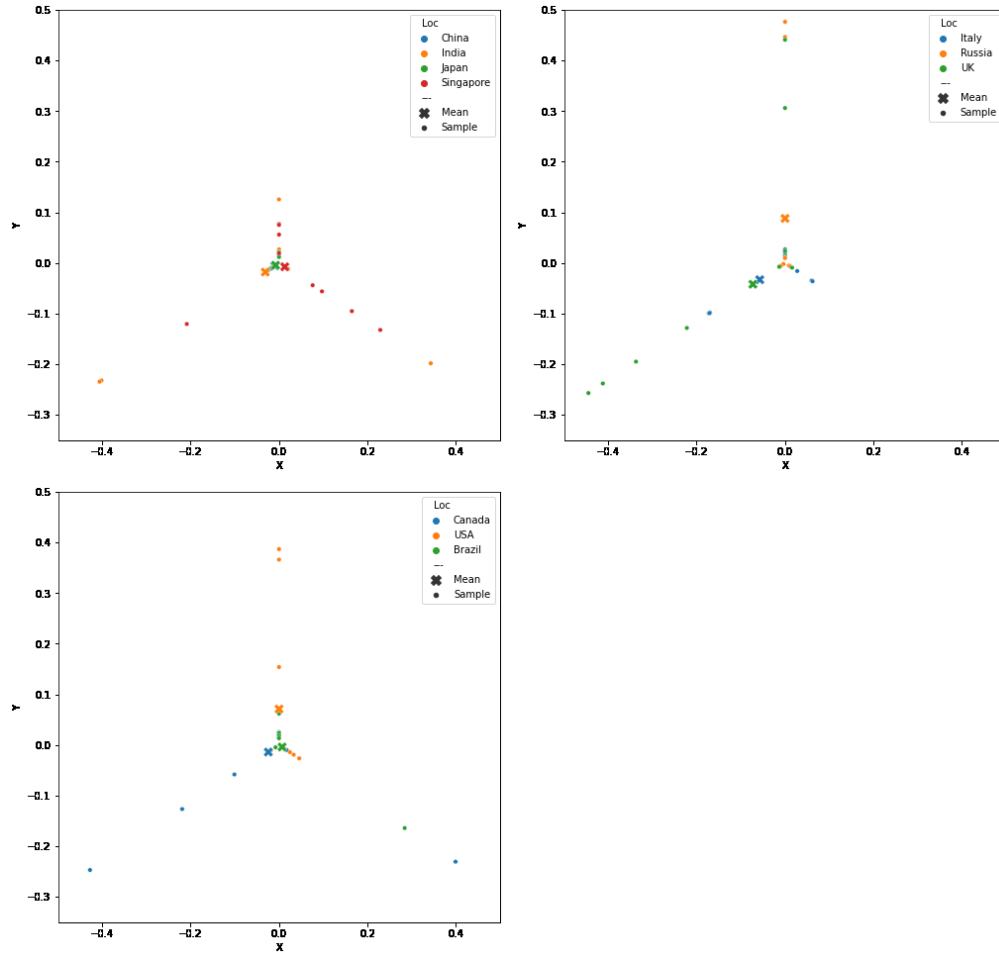 Loc
China
India
Japan
Singapore
---
Mean
Sample
0.5
0.4
0.3
0.2
0.1
0.0
−0.1
−0.2
−0.3
Y
−0.4
−0.2
0.0
0.2
0.4
X
Loc
Italy
Russia
UK
---
Mean
Sample
0.5
0.4
0.3
0.2
0.1
0.0
−0.1
−0.2
−0.3
Y
−0.4
−0.2
0.0
0.2
0.4
X
Loc
Canada
USA
Brazil
---
Mean
Sample
0.5
0.4
0.3
0.2
0.1
0.0
−0.1
−0.2
−0.3
Y
−0.4
−0.2
0.0
0.2
0.4
X